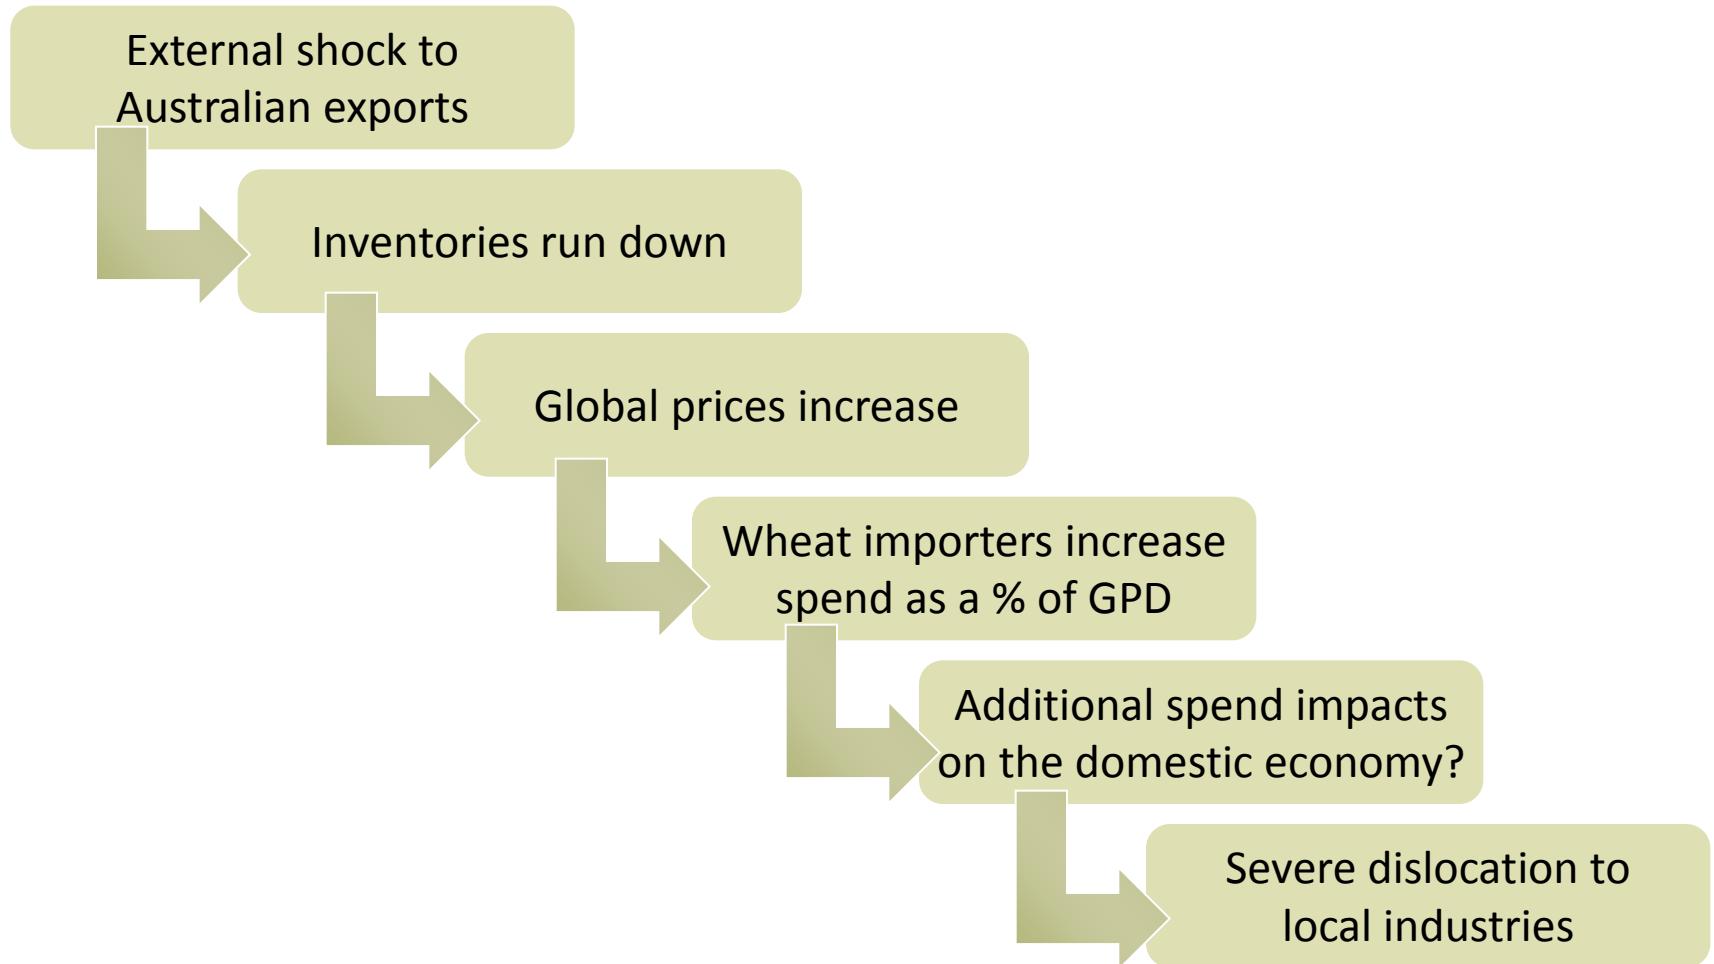 External shock to
Australian exports
Inventories run down
Global prices increase
Wheat importers increase
spend as a % of GPD
Additional spend impacts
on the domestic economy?
Severe dislocation to
local industries